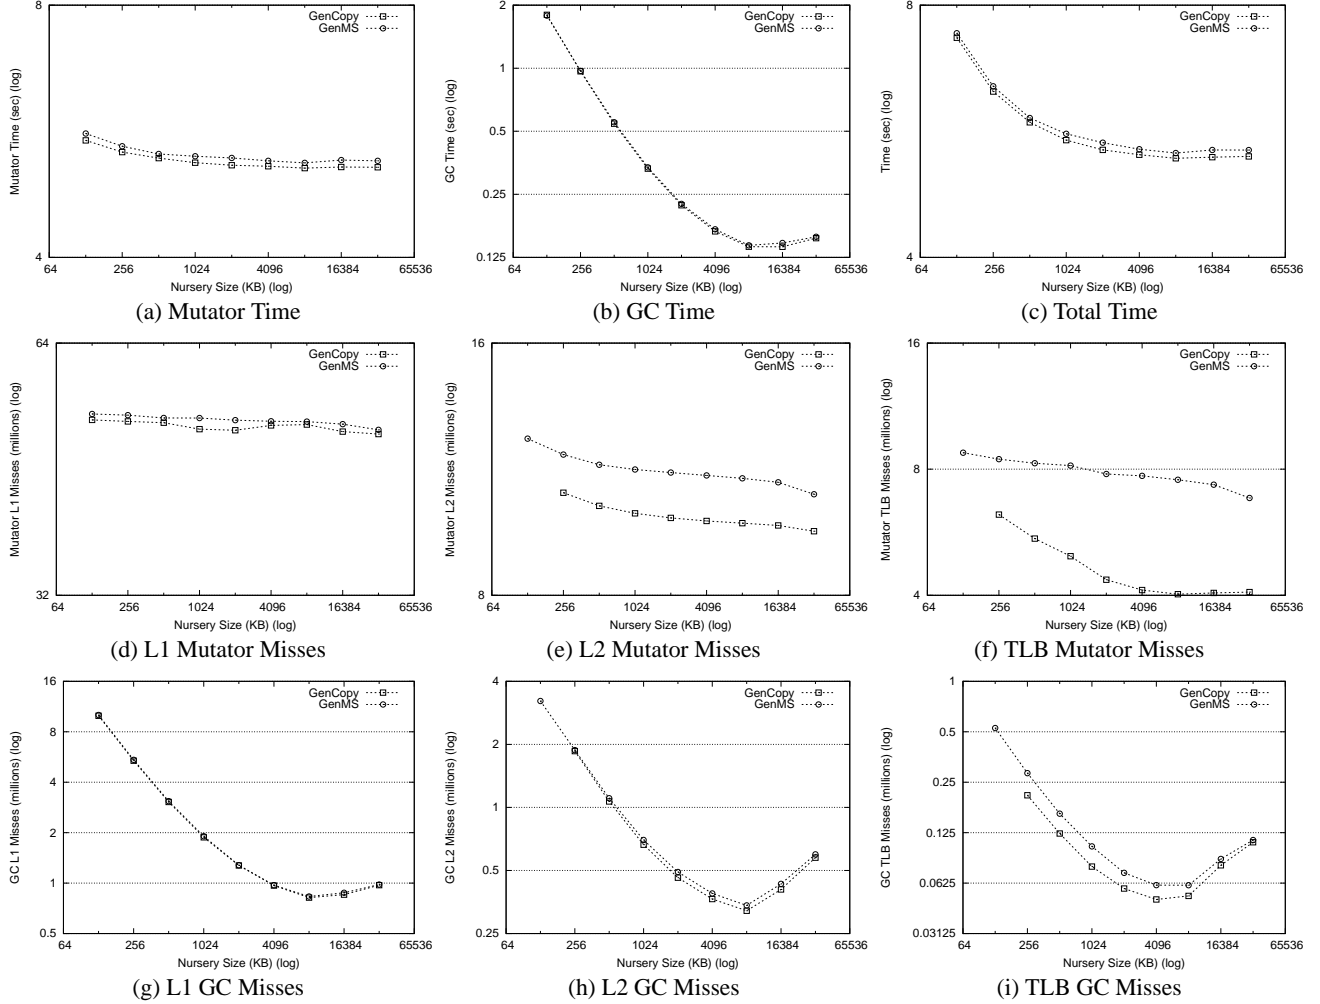 8
GenCopy
GenMS
Mutator Time (sec) (log)
4
64 256 1024 4096 16384 65536
Nursery Size (KB) (log)
(a) Mutator Time
2
GenCopy
GenMS
1
GC Time (sec) (log)
0.5
0.25
0.125
64 256 1024 4096 16384 65536
Nursery Size (KB) (log)
(b) GC Time
8
GenCopy
GenMS
Time (sec) (log)
4
64 256 1024 4096 16384 65536
Nursery Size (KB) (log)
(c) Total Time
64
GenCopy
GenMS
Mutator L1 Misses (millions) (log)
32
64 256 1024 4096 16384 65536
Nursery Size (KB) (log)
(d) L1 Mutator Misses
16
GenCopy
GenMS
Mutator L2 Misses (millions) (log)
8
64 256 1024 4096 16384 65536
Nursery Size (KB) (log)
(e) L2 Mutator Misses
16
GenCopy
GenMS
Mutator TLB Misses (millions) (log)
8
4
64 256 1024 4096 16384 65536
Nursery Size (KB) (log)
(f) TLB Mutator Misses
16
GenCopy
GenMS
8
GC L1 Misses (millions) (log)
4
2
1
0.5
64 256 1024 4096 16384 65536
Nursery Size (KB) (log)
(g) L1 GC Misses
4
GenCopy
GenMS
2
GC L2 Misses (millions) (log)
1
0.5
0.25
64 256 1024 4096 16384 65536
Nursery Size (KB) (log)
(h) L2 GC Misses
1
GenCopy
GenMS
0.5
GC TLB Misses (millions) (log)
0.25
0.125
0.0625
0.03125
64 256 1024 4096 16384 65536
Nursery Size (KB) (log)
(i) TLB GC Misses